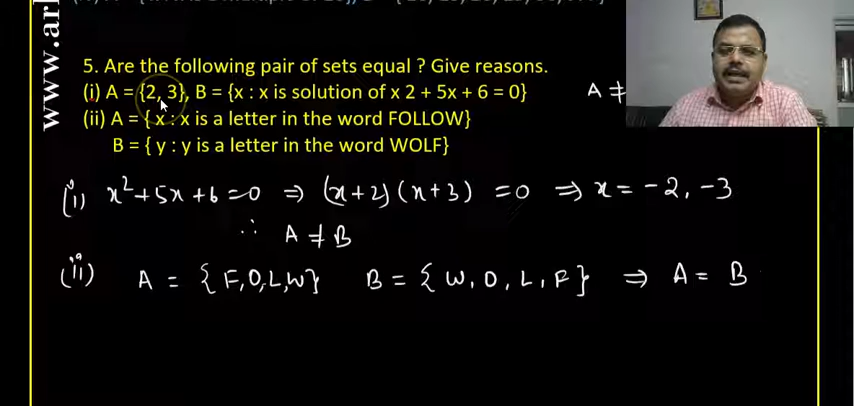 www.arl
5. Are the following pair of sets equal ? Give reasons.
(i) A = {2, 3}, B = {x : x is solution of x 2 + 5x + 6 = 0}
A ≠
(ii) A = { x : x is a letter in the word FOLLOW}
B = { y : y is a letter in the word WOLF}
(i) x² + 5x + 6 = 0 ⇒ (x + 2) (x + 3) = 0 ⇒ x = -2, -3
∴ A ≠ B
(ii) A = { F, O, L, W } B = { W, O, L, F } ⇒ A = B